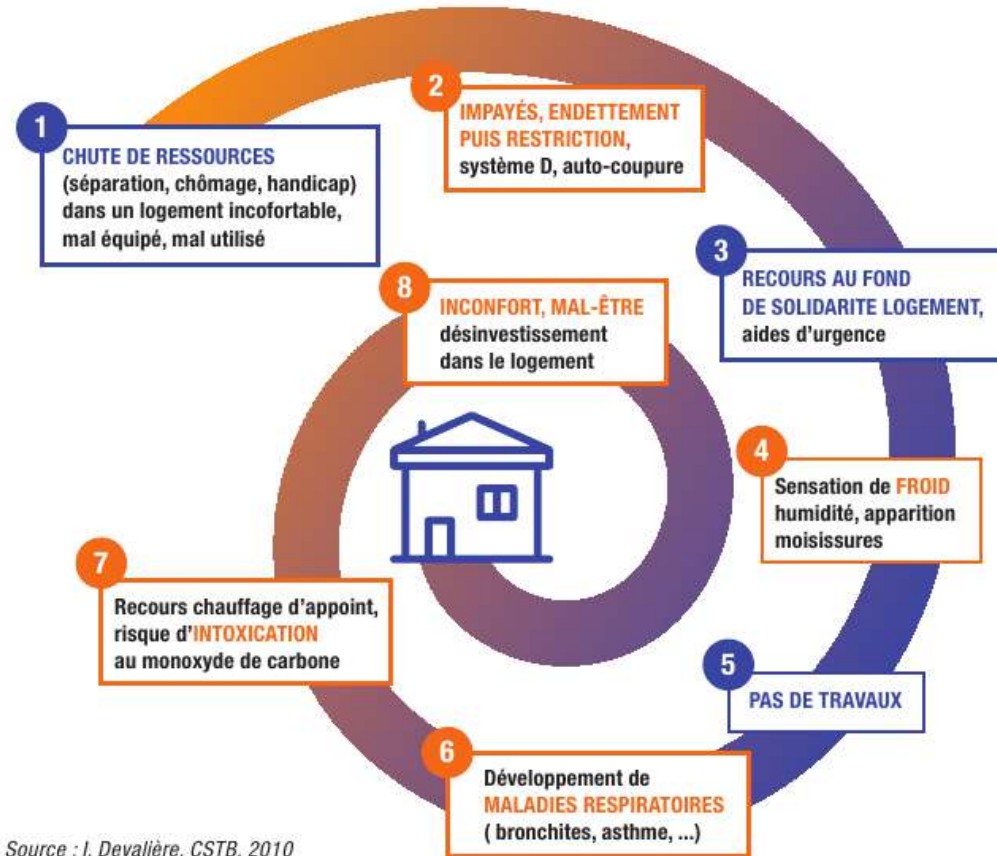 1
CHUTE DE RESSOURCES
(séparation, chômage, handicap)
dans un logement incofortable,
mal équipé, mal utilisé
2
IMPAYÉS, ENDETTEMENT
PUIS RESTRICTION,
système D, auto-coupure
3
RECOURS AU FOND
DE SOLIDARITE LOGEMENT,
aides d'urgence
4
Sensation de FROID
humidité, apparition
moisissures
5
PAS DE TRAVAUX
6
Développement de
MALADIES RESPIRATOIRES
( bronchites, asthme, ...)
7
Recours chauffage d'appoint,
risque d'INTOXICATION
au monoxyde de carbone
8
INCONFORT, MAL-ÊTRE
désinvestissement
dans le logement
Source : I. Devalière, CSTB, 2010